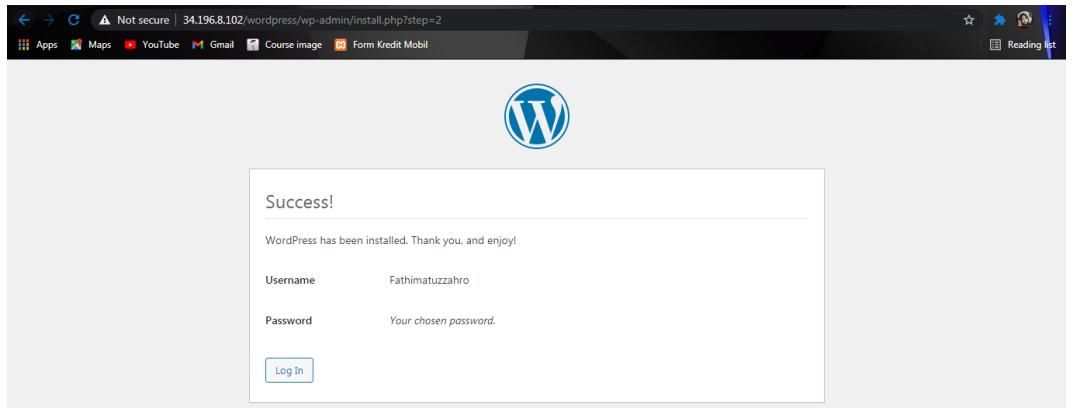 Not secure | 34.196.8.102/wordpress/wp-admin/install.php?step=2
Apps Maps YouTube Gmail Course image Form Kredit Mobil Reading list
Success!
WordPress has been installed. Thank you, and enjoy!
Username Fathimatuzzahro
Password Your chosen password.
Log In